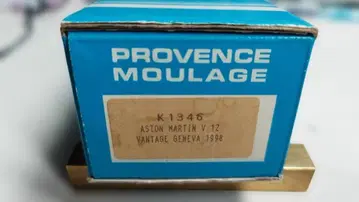 PROVENCE
MOULAGE
K1346
ASTON MARTIN V 12
VANTAGE GENEVA 1998